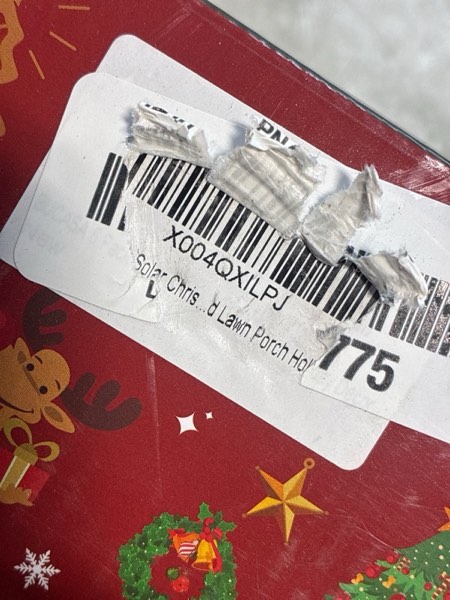 X004QXILPJ
Solar Chris...d Lawn Porch Hol
775